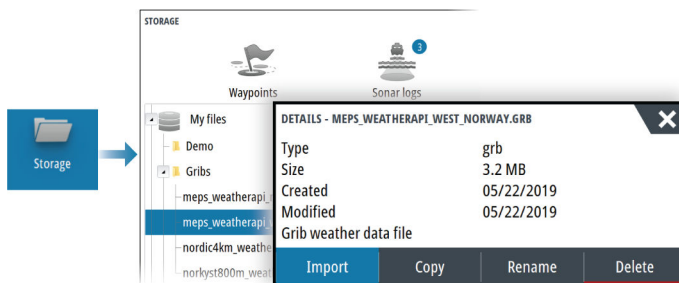 STORAGE
3
Waypoints
Sonar logs
Storage
My files
Demo
Gribs
meps_weatherapi_
meps_weatherapi_
nordic4km_weathe
norkyst800m_weat
DETAILS - MEPS_WEATHERAPI_WEST_NORWAY.GRB
Type grb
Size 3.2 MB
Created 05/22/2019
Modified 05/22/2019
Grib weather data file
Import Copy Rename Delete